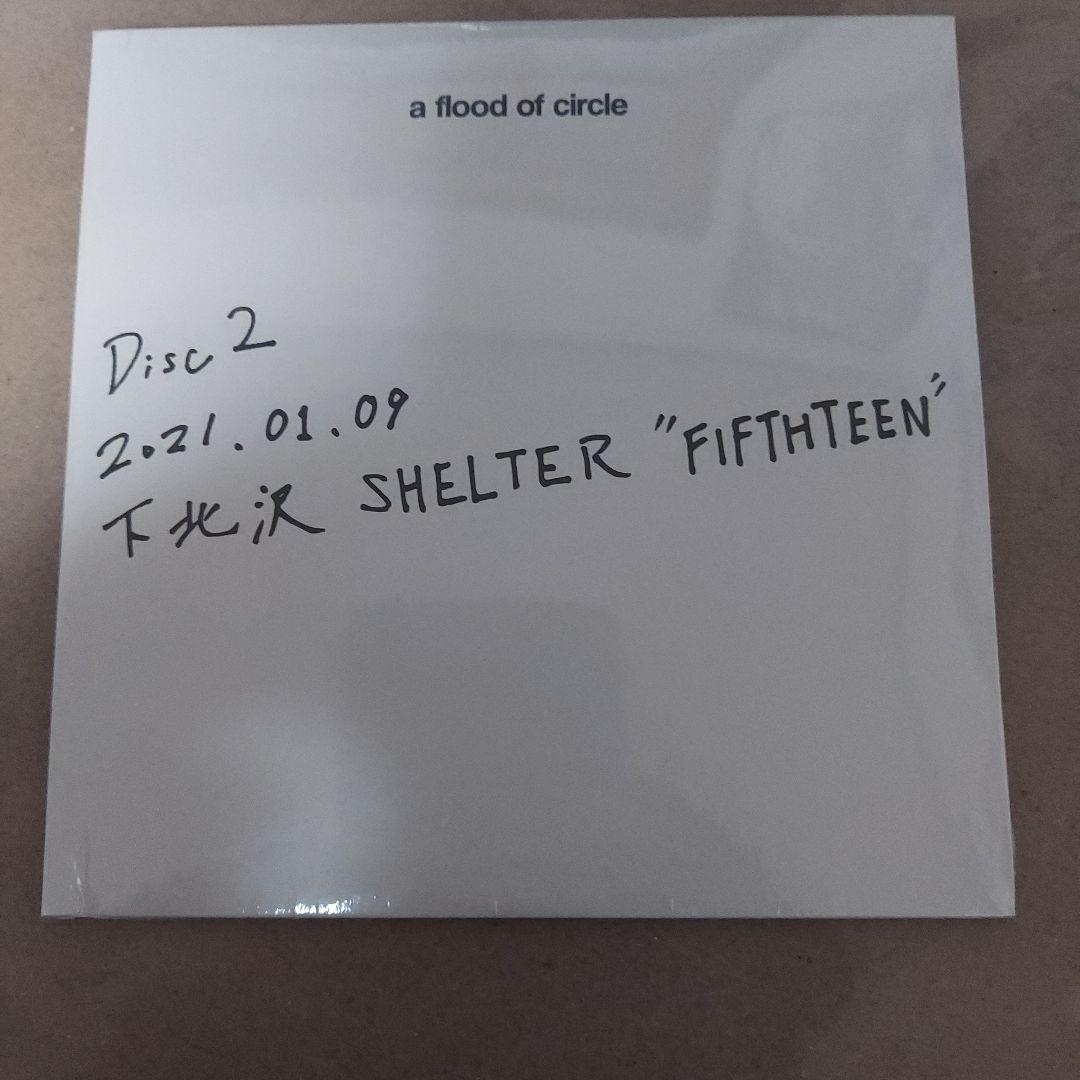 a flood of circle
Disc 2
2021.01.09
下北沢 SHELTER "FIFTHTEEN"